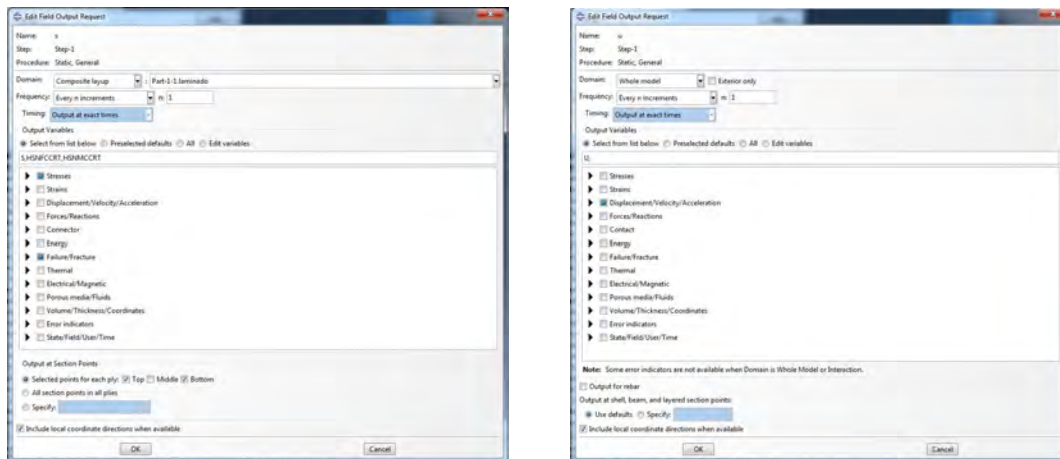 Edit Field Output Request
Name: s
Step: Step-1
Procedure: Static, General
Domain: Composite layup : Part-1-1.laminado
Frequency: Every n increments n: 1
Timing: Output at exact times
Output Variables
Select from list below Preselected defaults All Edit variables
S,HSNFCCRT,HSNMCCRT
Stresses
Strains
Displacement/Velocity/Acceleration
Forces/Reactions
Connector
Energy
Failure/Fracture
Thermal
Electrical/Magnetic
Porous media/Fluids
Volume/Thickness/Coordinates
Error indicators
State/Field/User/Time
Output at Section Points
Selected points for each ply: Top Middle Bottom
All section points in all plies
Specify:
Include local coordinate directions when available
OK Cancel
Edit Field Output Request
Name: u
Step: Step-1
Procedure: Static, General
Domain: Whole model Exterior only
Frequency: Every n increments n: 1
Timing: Output at exact times
Output Variables
Select from list below Preselected defaults All Edit variables
U,
Stresses
Strains
Displacement/Velocity/Acceleration
Forces/Reactions
Contact
Energy
Failure/Fracture
Thermal
Electrical/Magnetic
Porous media/Fluids
Volume/Thickness/Coordinates
Error indicators
State/Field/User/Time
Note: Some error indicators are not available when Domain is Whole Model or Interaction.
Output for rebar
Output at shell, beam, and layered section points:
Use defaults Specify:
Include local coordinate directions when available
OK Cancel